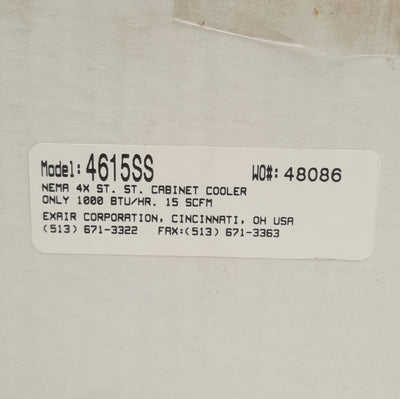 Model: 4615SS WO#: 48086
NEMA 4X ST. ST. CABINET COOLER
ONLY 1000 BTU/HR. 15 SCFM
EXAIR CORPORATION, CINCINNATI, OH USA
(513) 671-3322 FAX:(513) 671-3363